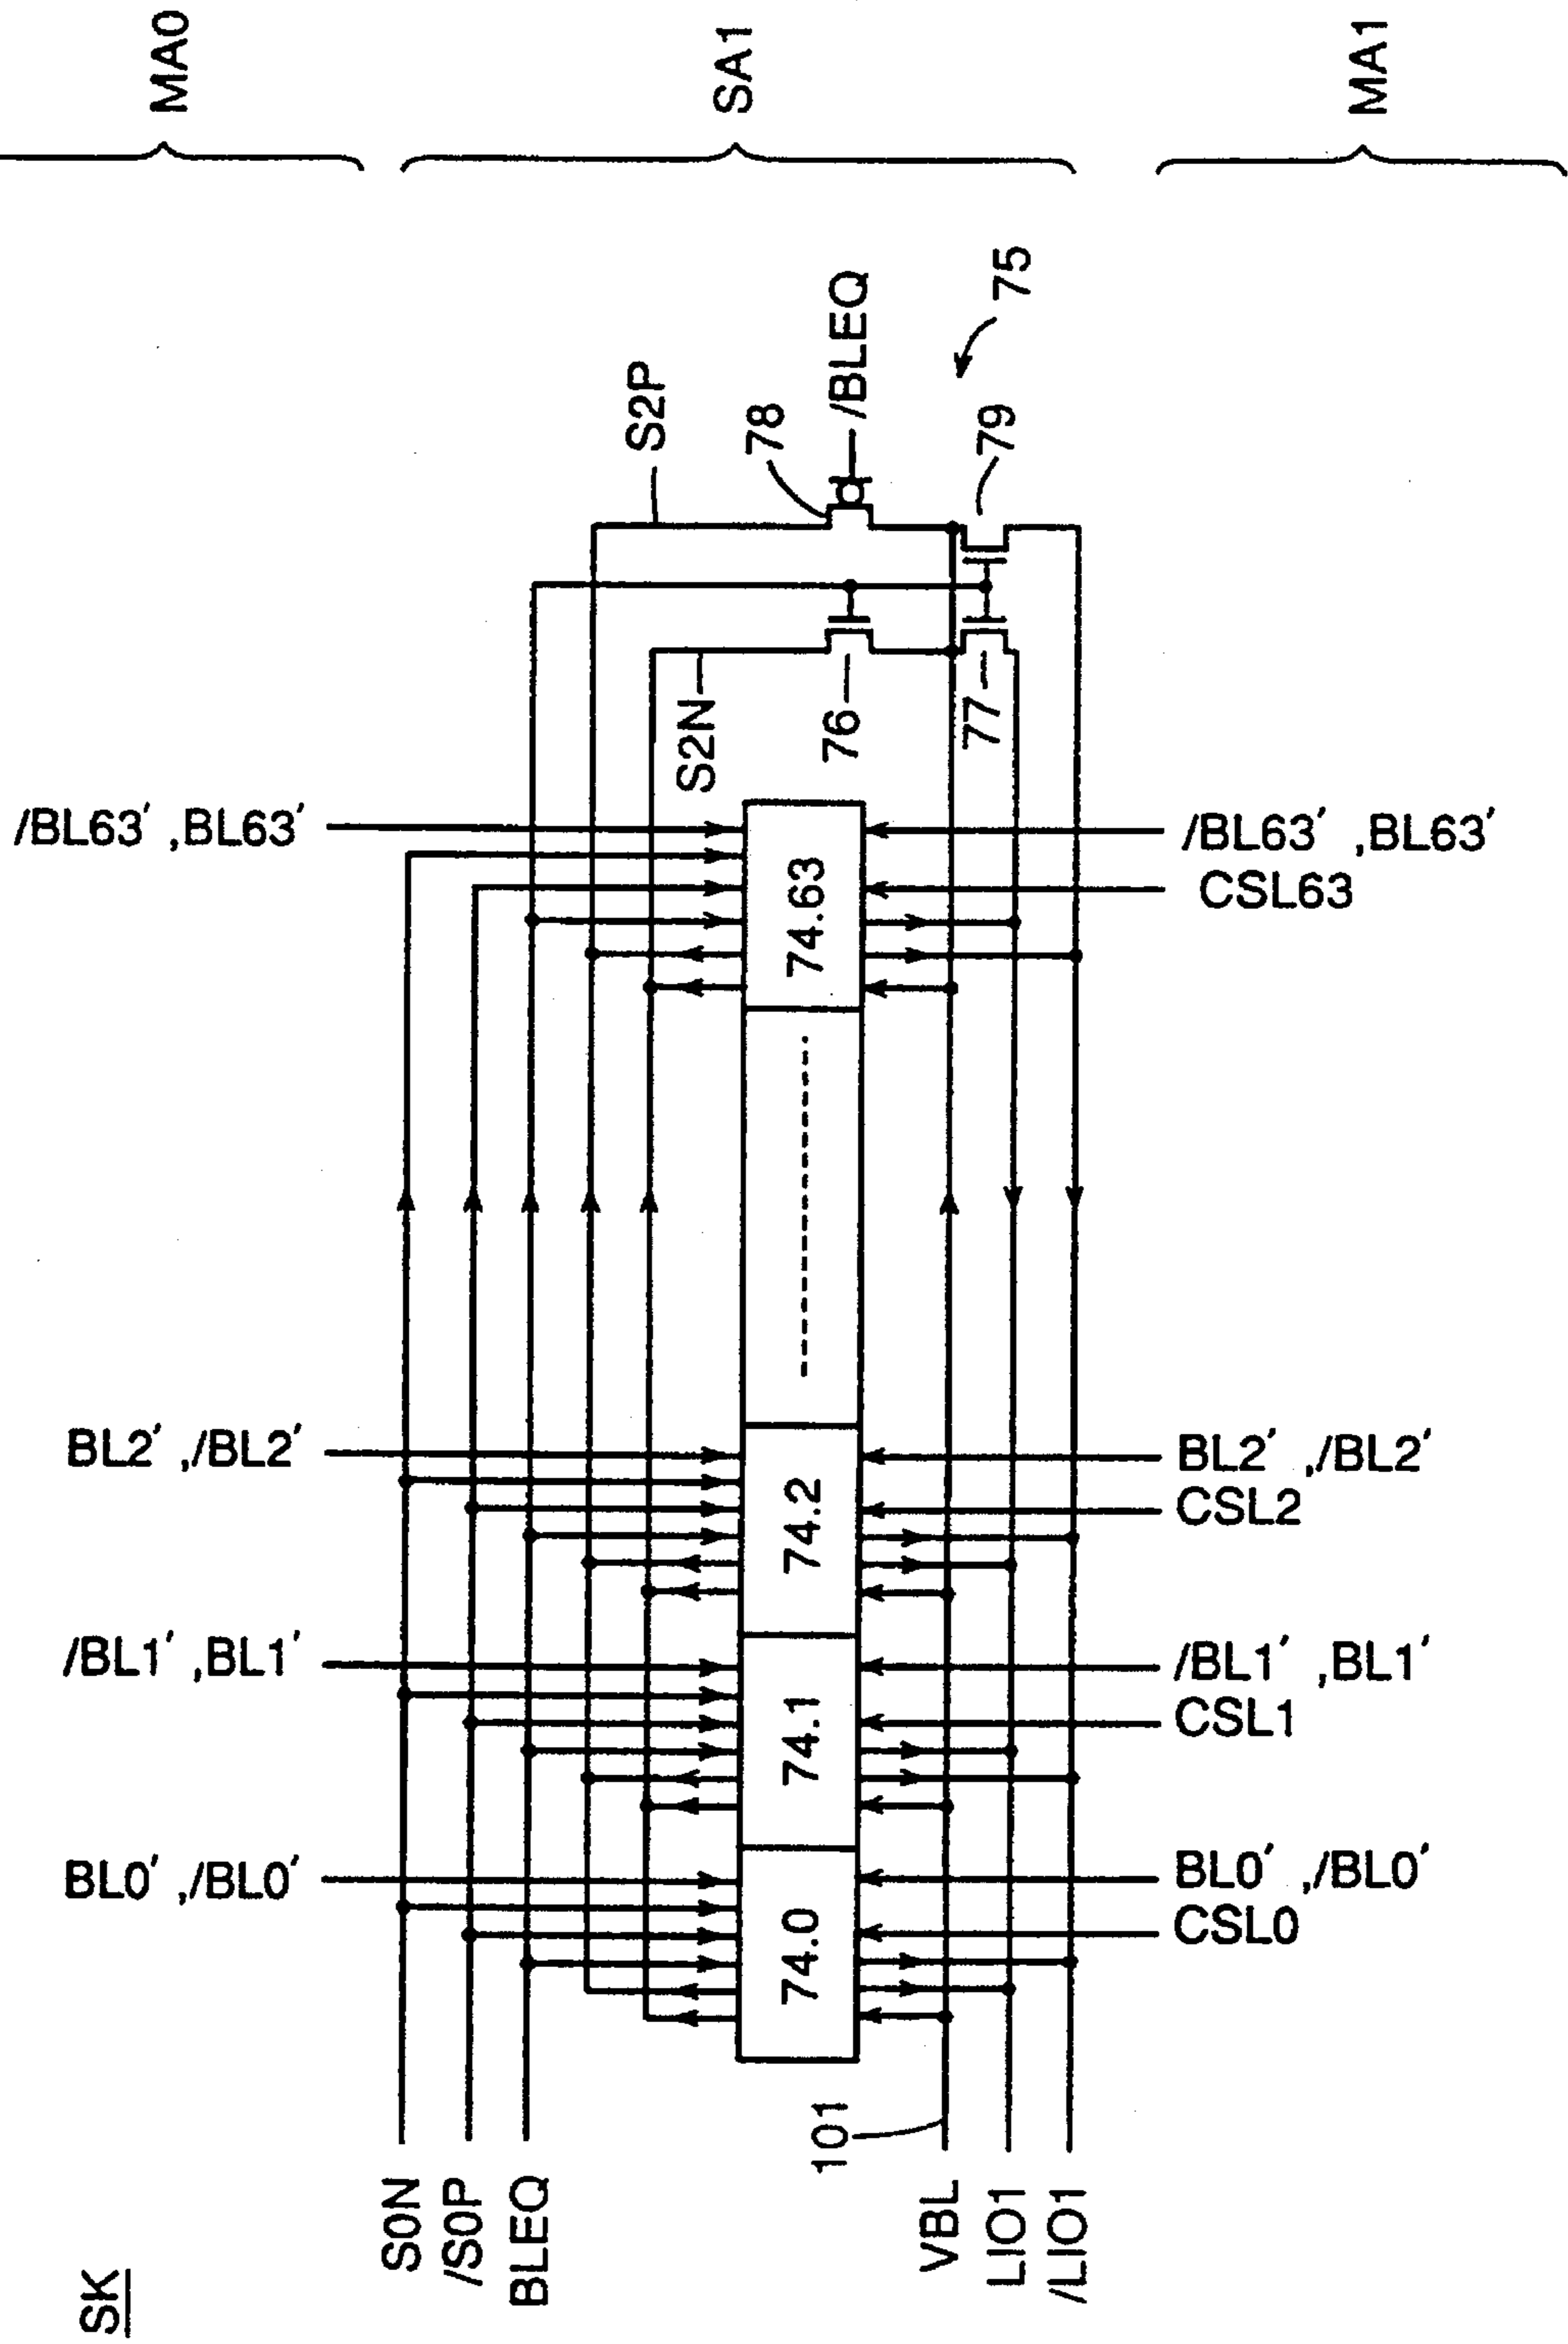 MA0
SA1
MA1
/BLEQ
75
S2P
78
79
S2N
76
77
/BL63' ,BL63'
/BL63' ,BL63'
CSL63
74.63
BL2' ,/BL2'
74.2
BL2' ,/BL2'
CSL2
/BL1' ,BL1'
74.1
/BL1' ,BL1'
CSL1
BL0' ,/BL0'
74.0
BL0' ,/BL0'
CSL0
101
S0N
/S0P
BLEQ
VBL
LIO1
/LIO1
SK